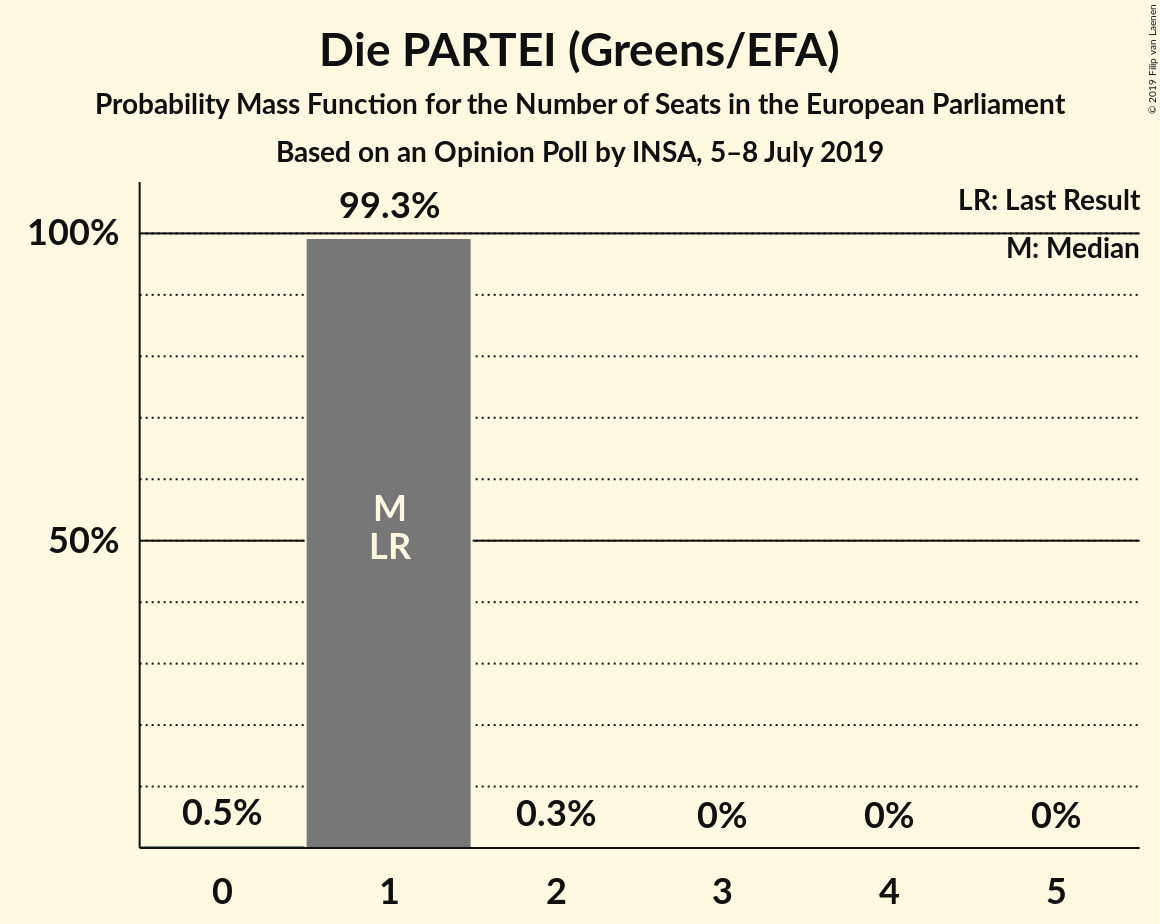 Die PARTEI (Greens/EFA)
Probability Mass Function for the Number of Seats in the European Parliament
Based on an Opinion Poll by INSA, 5–8 July 2019
© 2019 Filip van Laenen
LR: Last Result
M: Median
99.3%
100%
50%
M
LR
0.5%
0.3%
0%
0%
0%
0
1
2
3
4
5